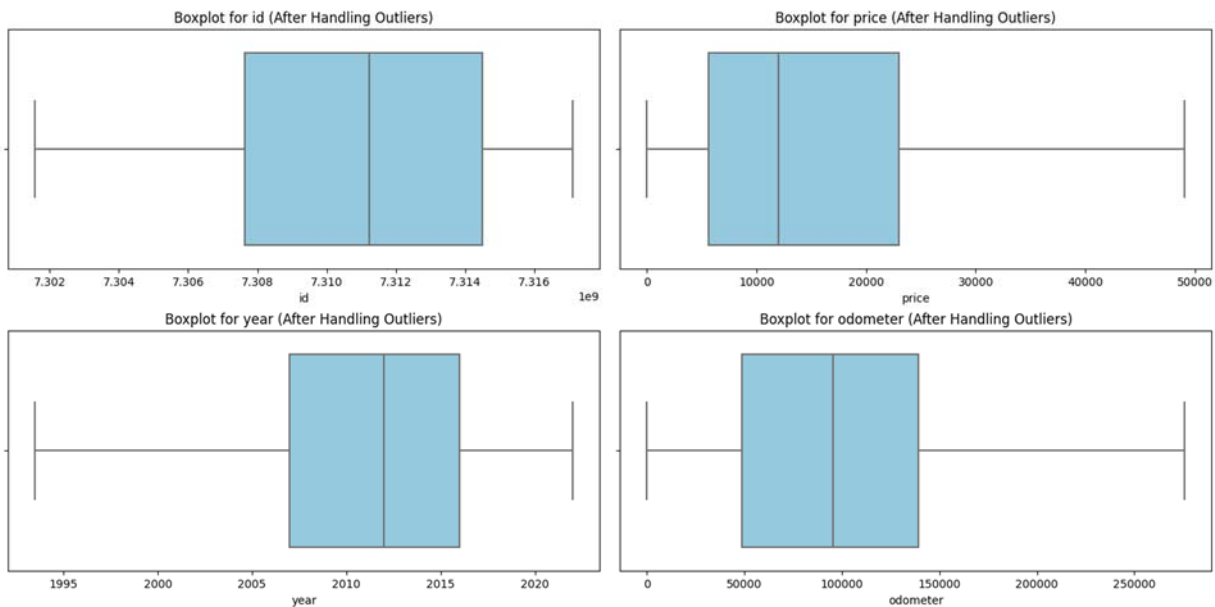 Boxplot for id (After Handling Outliers)
7.302 7.304 7.306 7.308 7.310 7.312 7.314 7.316
1e9
id
Boxplot for price (After Handling Outliers)
0 10000 20000 30000 40000 50000
price
Boxplot for year (After Handling Outliers)
1995 2000 2005 2010 2015 2020
year
Boxplot for odometer (After Handling Outliers)
0 50000 100000 150000 200000 250000
odometer